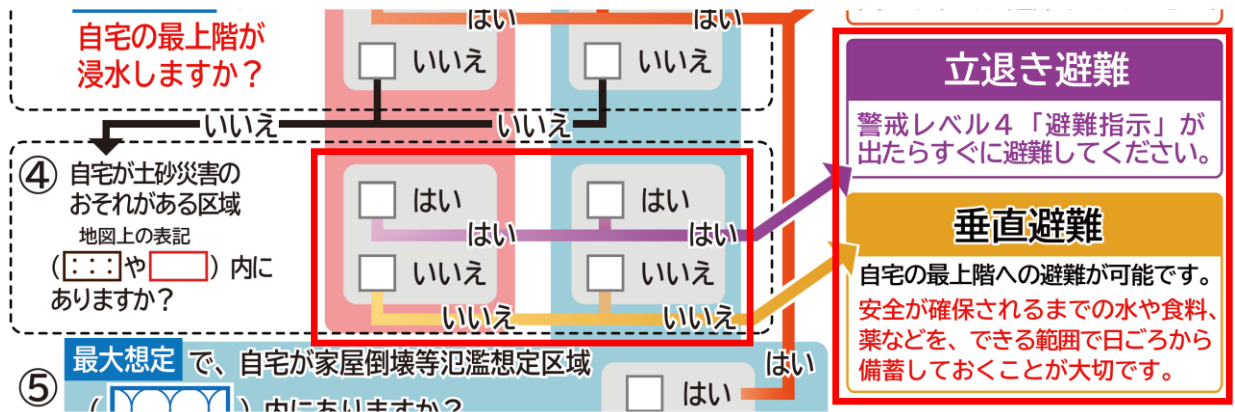 はい
はい
自宅の最上階が
浸水しますか？
いいえ
いいえ
いいえ
いいえ
④
自宅が土砂災害の
おそれがある区域
地図上の表記
（や）内に
ありますか？
はい
はい
はい
はい
いいえ
いいえ
いいえ
いいえ
立退き避難
警戒レベル４「避難指示」が
出たらすぐに避難してください。
垂直避難
自宅の最上階への避難が可能です。
安全が確保されるまでの水や食料、
薬などを、できる範囲で日ごろから
備蓄しておくことが大切です。
⑤
最大想定 で、自宅が家屋倒壊等氾濫想定区域
（）内にありますか？
はい
はい